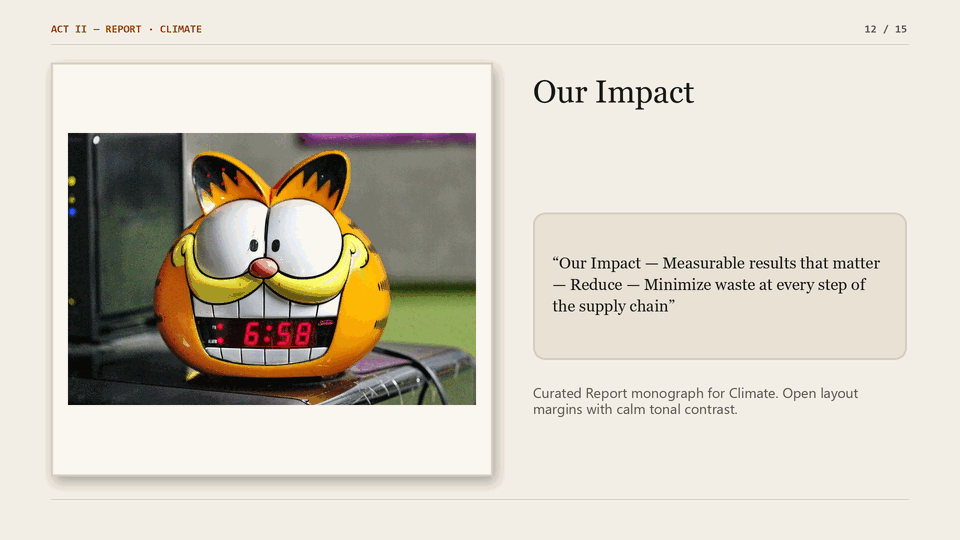 ACT II — REPORT · CLIMATE
12 / 15
Our Impact
“Our Impact — Measurable results that matter
— Reduce — Minimize waste at every step of
the supply chain”
Curated Report monograph for Climate. Open layout
margins with calm tonal contrast.
6:58